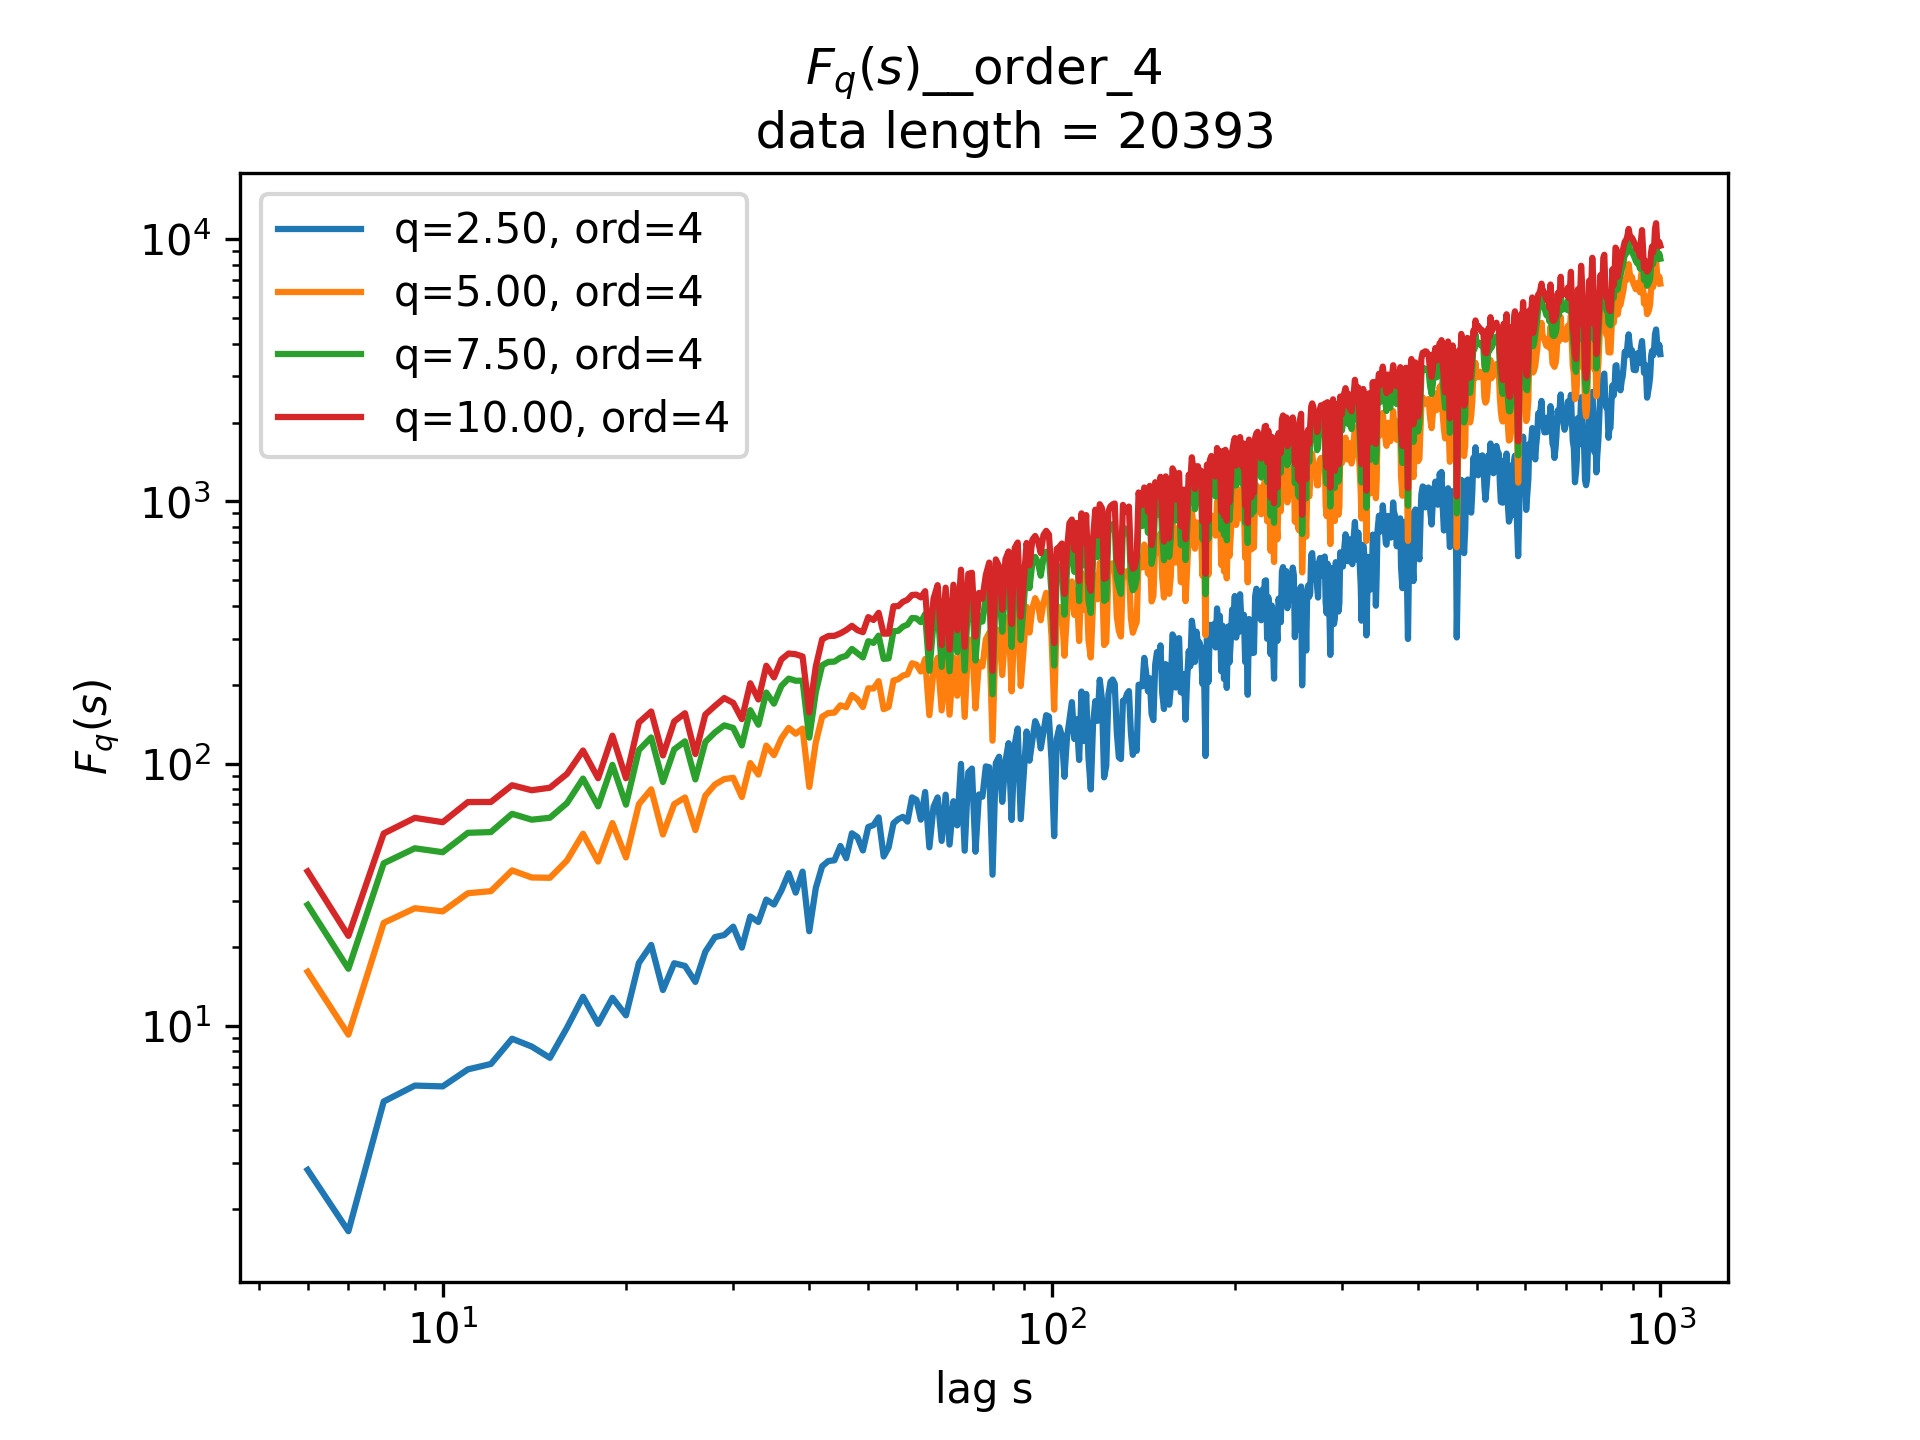 F_q(s)__order_4
data length = 20393
q=2.50, ord=4
q=5.00, ord=4
q=7.50, ord=4
q=10.00, ord=4
F_q(s)
10^4
10^3
10^2
10^1
10^1
10^2
10^3
lag s